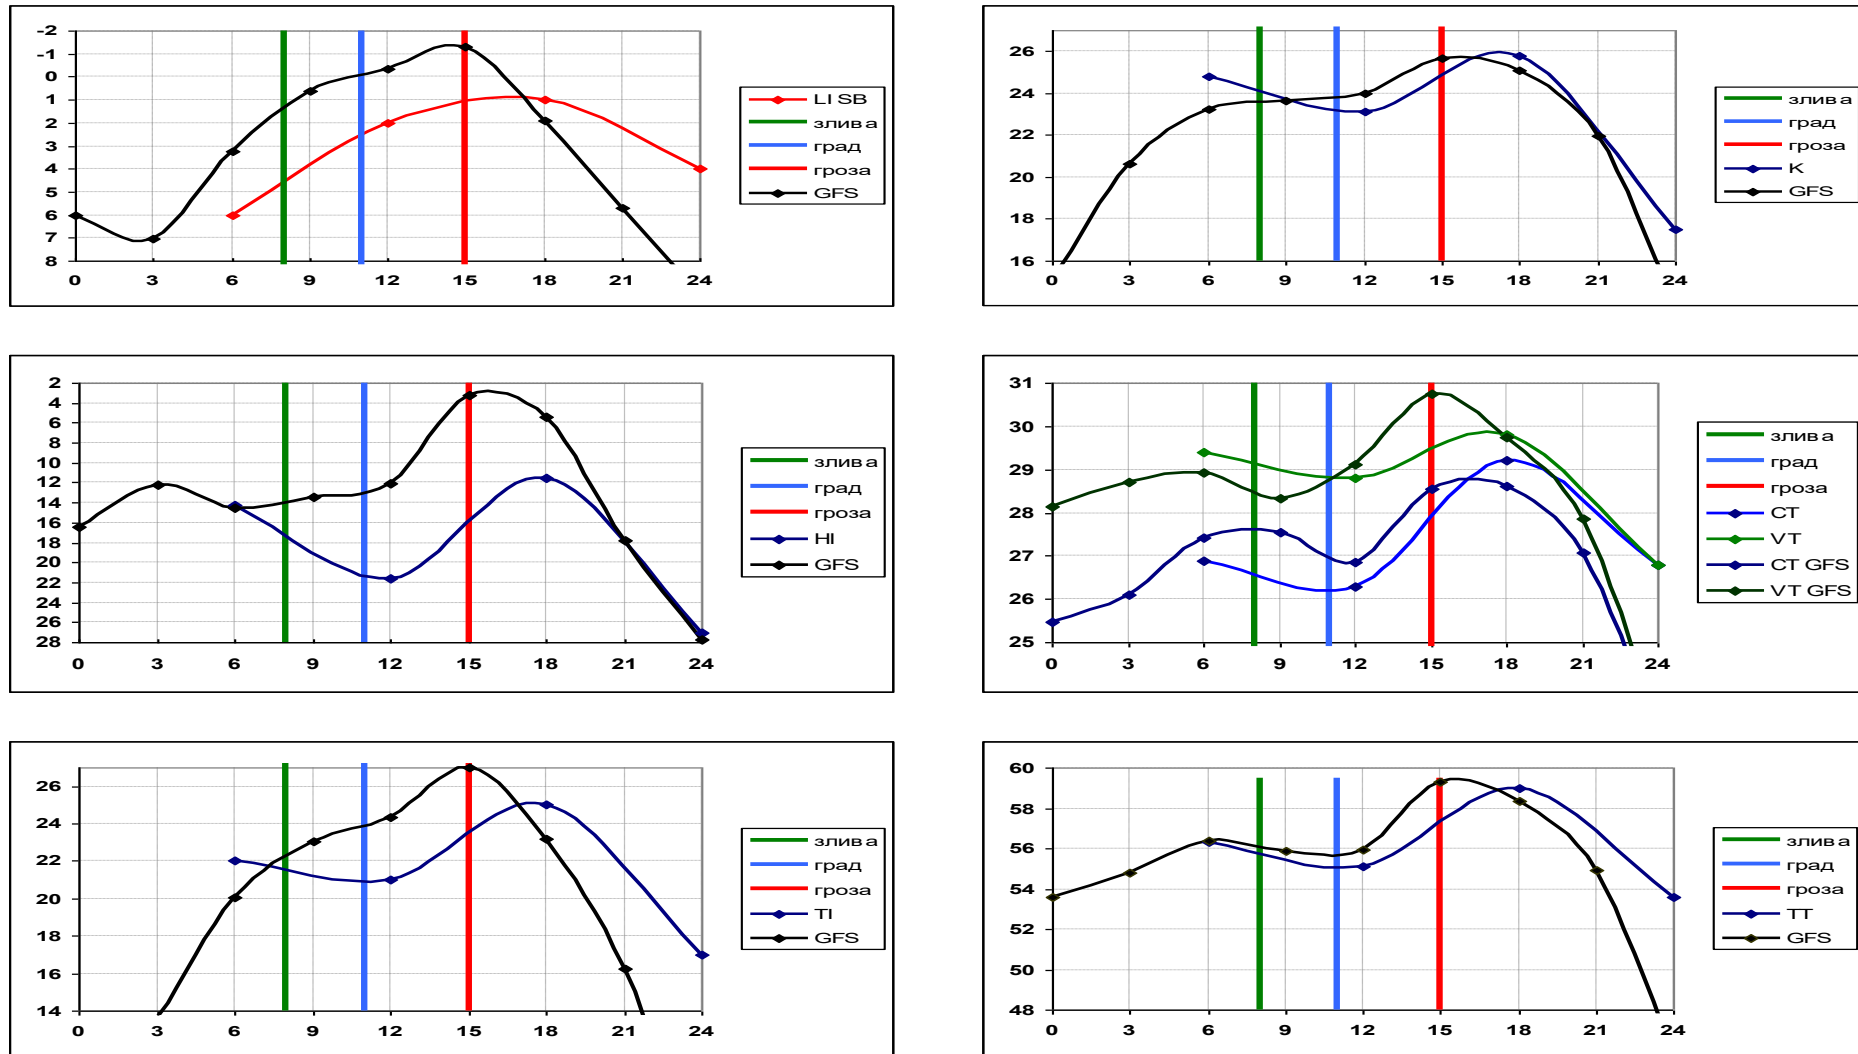 -2
-1
0
1
2
3
4
5
6
7
8
0 3 6 9 12 15 18 21 24
LI SB
злива
град
гроза
GFS
26
24
22
20
18
16
0 3 6 9 12 15 18 21 24
злива
град
гроза
K
GFS
2
4
6
8
10
12
14
16
18
20
22
24
26
28
0 3 6 9 12 15 18 21 24
злива
град
гроза
HI
GFS
31
30
29
28
27
26
25
0 3 6 9 12 15 18 21 24
злива
град
гроза
CT
VT
CT GFS
VT GFS
26
24
22
20
18
16
14
0 3 6 9 12 15 18 21 24
злива
град
гроза
TI
GFS
60
58
56
54
52
50
48
0 3 6 9 12 15 18 21 24
злива
град
гроза
TT
GFS